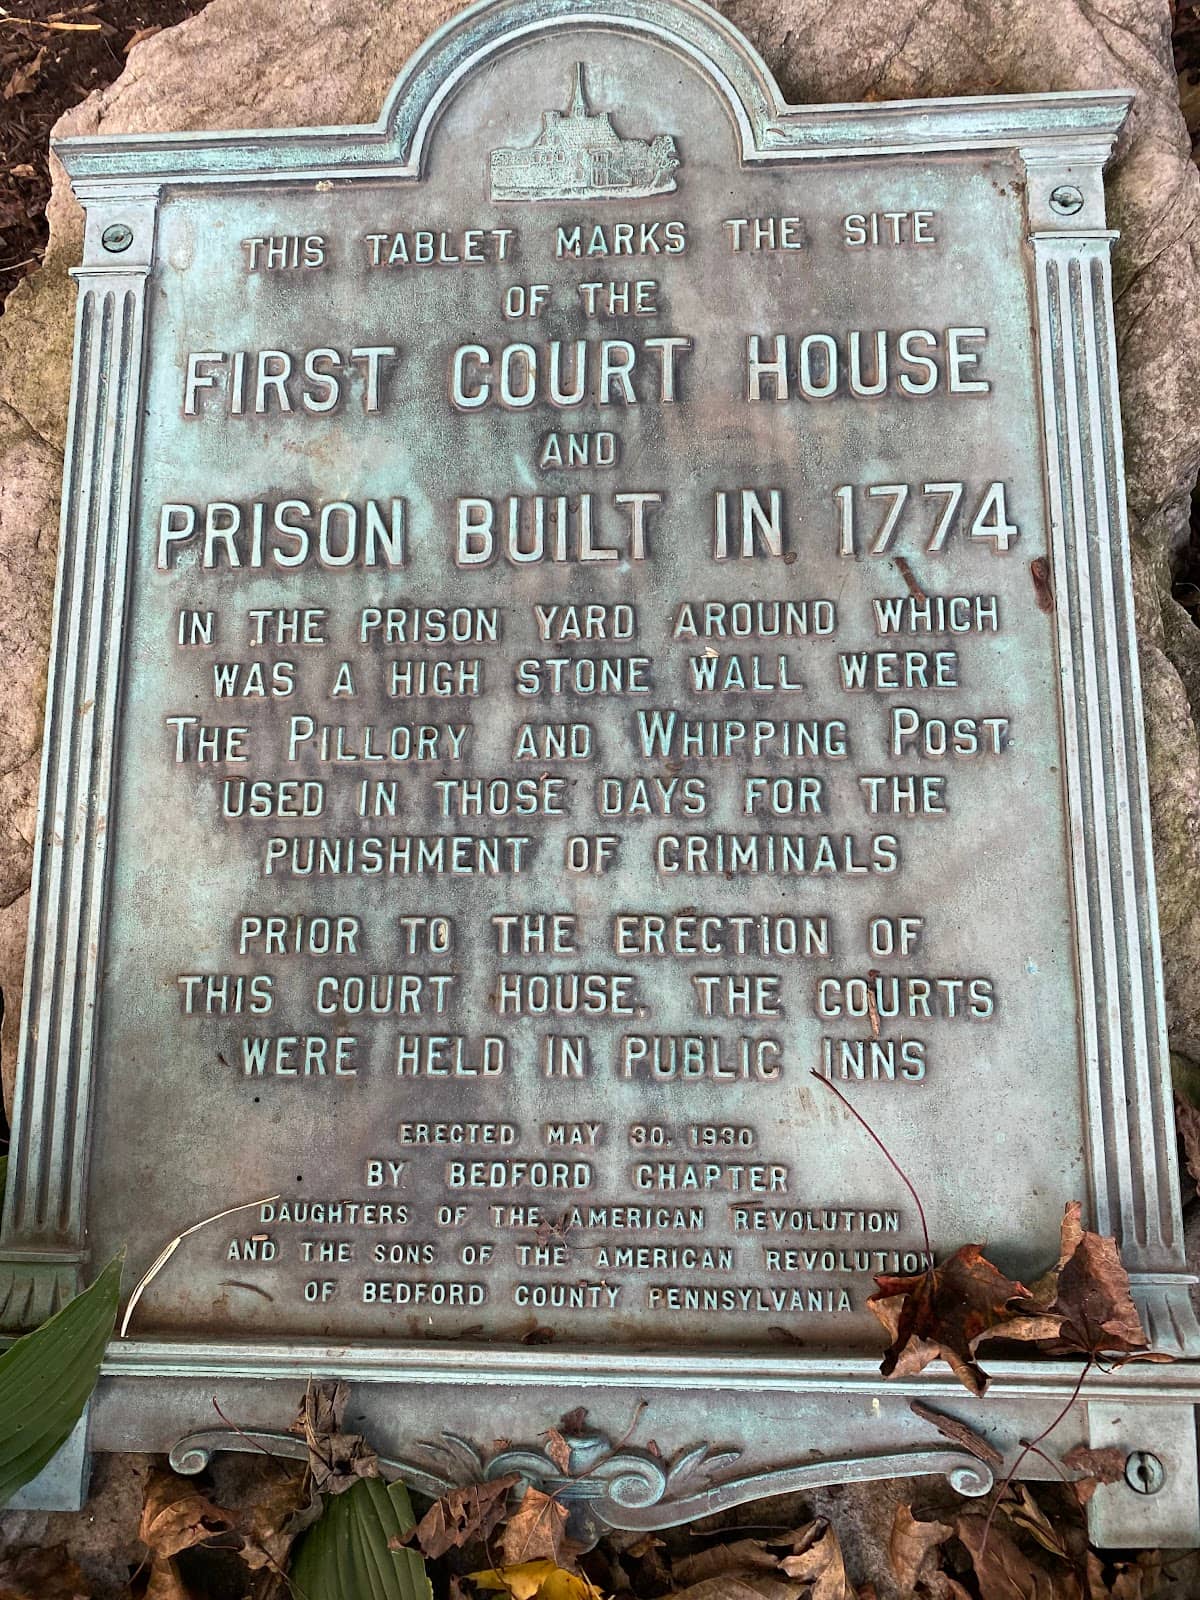 THIS TABLET MARKS THE SITE
OF THE
FIRST COURT HOUSE
AND
PRISON BUILT IN 1774
IN THE PRISON YARD AROUND WHICH
WAS A HIGH STONE WALL WERE
THE PILLORY AND WHIPPING POST
USED IN THOSE DAYS FOR THE
PUNISHMENT OF CRIMINALS
PRIOR TO THE ERECTION OF
THIS COURT HOUSE, THE COURTS
WERE HELD IN PUBLIC INNS
ERECTED MAY 30, 1930
BY BEDFORD CHAPTER
DAUGHTERS OF THE AMERICAN REVOLUTION
AND THE SONS OF THE AMERICAN REVOLUTION
OF BEDFORD COUNTY PENNSYLVANIA